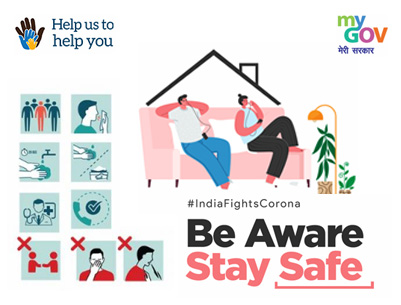 Help us to
help you
my
GOV
मेरी सरकार
#IndiaFightsCorona
Be Aware
Stay Safe